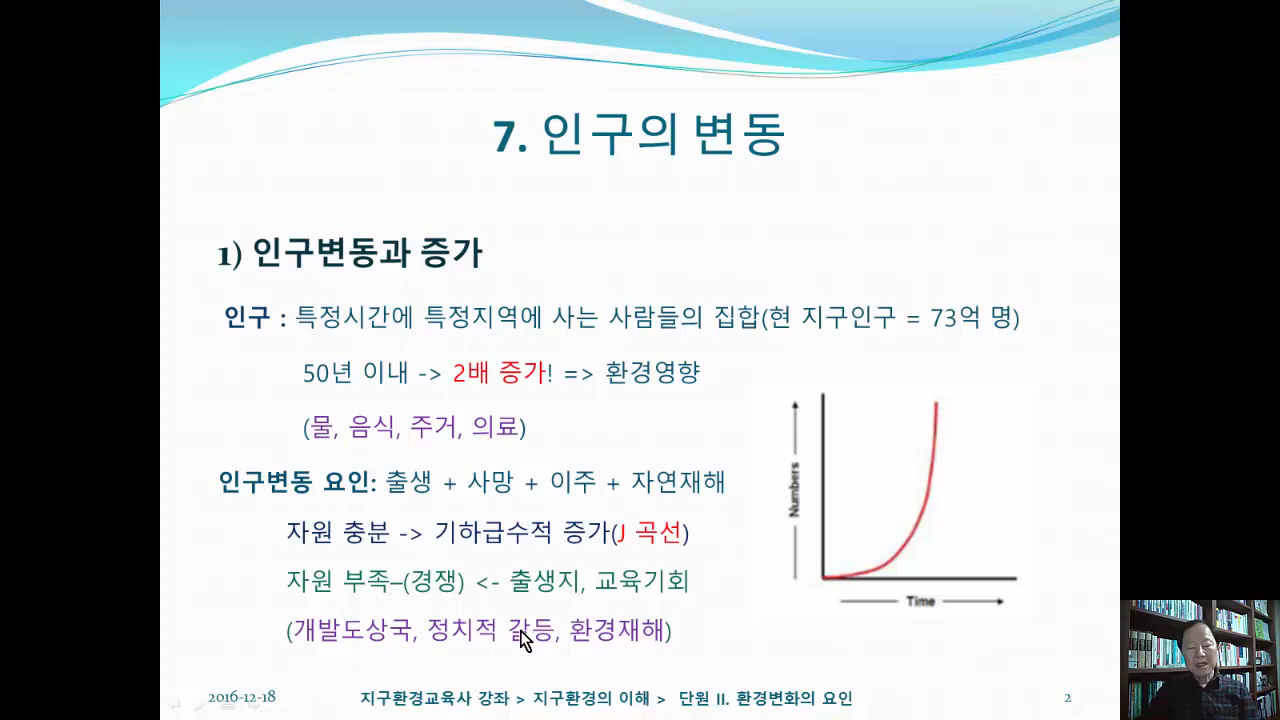 7. 인구의 변동
1) 인구변동과 증가
인구 : 특정시간에 특정지역에 사는 사람들의 집합(현 지구인구 = 73억 명)
50년 이내 -> 2배 증가! => 환경영향
(물, 음식, 주거, 의료)
인구변동 요인: 출생 + 사망 + 이주 + 자연재해
자원 충분 -> 기하급수적 증가(J 곡선)
자원 부족–(경쟁) <- 출생지, 교육기회
(개발도상국, 정치적 갈등, 환경재해)
Numbers
Time
2016-12-18
지구환경교육사 강좌 > 지구환경의 이해 > 단원 II. 환경변화의 요인
2